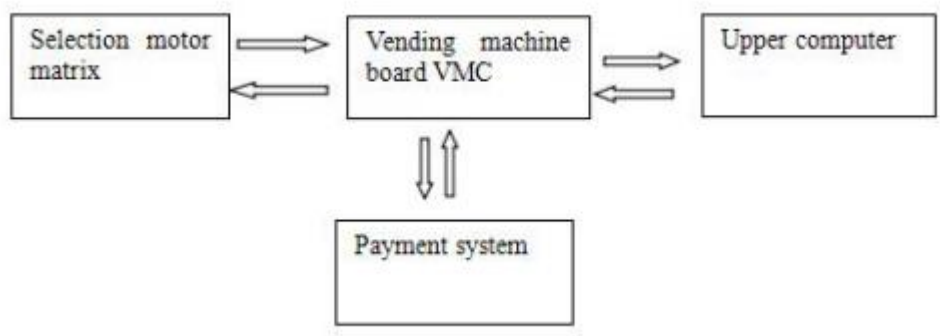 Selection motor
matrix
Vending machine
board VMC
Upper computer
Payment system